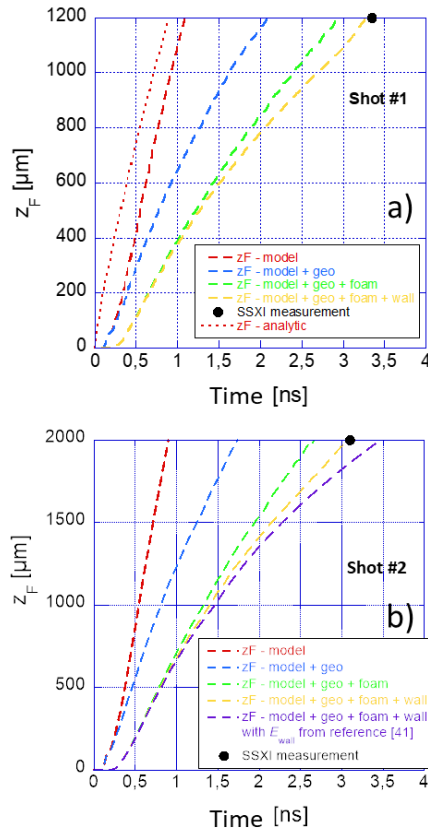 1200
1000
800
600
400
200
0
z_F [µm]
Shot #1
a)
zF - model
zF - model + geo
zF - model + geo + foam
zF - model + geo + foam + wall
SSXI measurement
zF - analytic
0 0,5 1 1,5 2 2,5 3 3,5 4
Time [ns]
2000
1500
1000
500
0
z_F [µm]
Shot #2
b)
zF - model
zF - model + geo
zF - model + geo + foam
zF - model + geo + foam + wall
zF - model + geo + foam + wall
with E_wall from reference [41]
SSXI measurement
0 0,5 1 1,5 2 2,5 3 3,5 4
Time [ns]